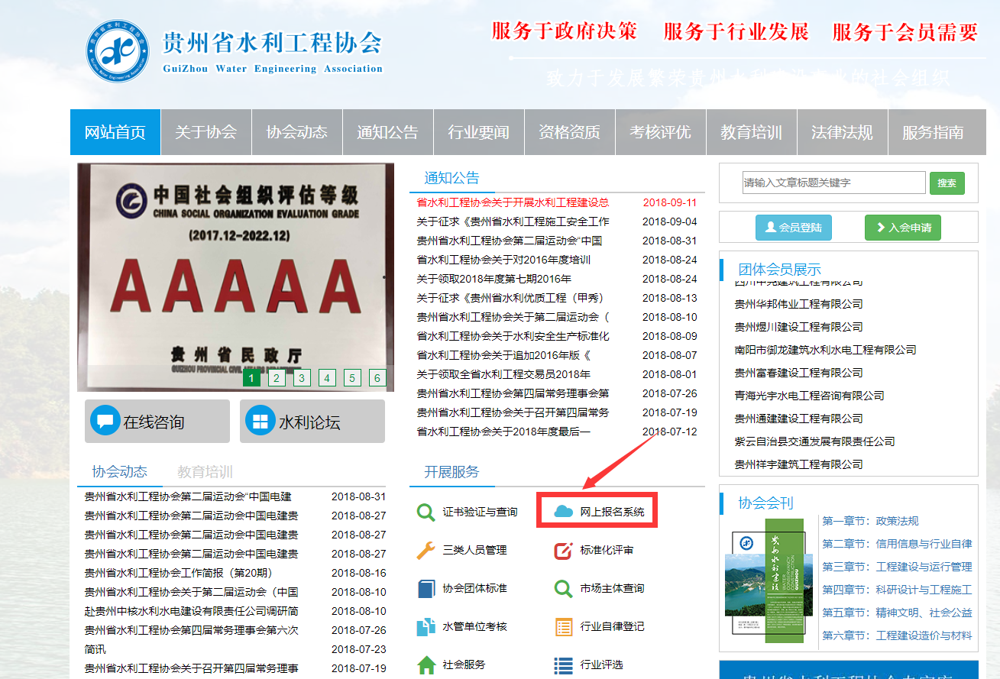 贵州省水利工程协会
GuiZhou Water Engineering Association
服务于政府决策 服务于行业发展 服务于会员需要
致力于发展繁荣贵州水利建设事业的社会组织
网站首页 关于协会 协会动态 通知公告 行业要闻 资格资质 考核评优 教育培训 法律法规 服务指南
中国社会组织评估等级
CHINA SOCIAL ORGANIZATION EVALUATION GRADE
(2017.12-2022.12)
AAAAA
贵州省民政厅
GUIZHOU PROVINCIAL CIVIL AFFAIRS DEPARTMENT
1 2 3 4 5 6
在线咨询 水利论坛
通知公告
省水利工程协会关于开展水利工程建设总 2018-09-11
关于征求《贵州省水利工程施工安全工作 2018-09-04
贵州省水利工程协会第二届运动会“中国 2018-08-31
省水利工程协会关于对2016年度培训 2018-08-24
关于领取2018年度第七期2016年 2018-08-24
关于征求《贵州省水利优质工程（甲秀） 2018-08-13
贵州省水利工程协会关于第二届运动会（ 2018-08-10
省水利工程协会关于水利安全生产标准化 2018-08-09
省水利工程协会关于追加2016年版《 2018-08-07
关于领取全省水利工程交易员2018年 2018-08-01
贵州省水利工程协会第四届常务理事会第 2018-07-26
贵州省水利工程协会关于召开第四届常务 2018-07-19
省水利工程协会关于2018年度最后一 2018-07-12
请输入文章标题关键字 搜索
会员登陆 入会申请
团体会员展示
四川中尧建筑工程有限公司
贵州华邦伟业工程有限公司
贵州煜川建设工程有限公司
南阳市御龙建筑水利水电工程有限公司
贵州富春建设工程有限公司
青海光宇水电工程咨询有限公司
贵州通建建设工程有限公司
紫云自治县交通发展有限责任公司
贵州祥宇建筑工程有限公司
协会动态 教育培训
贵州省水利工程协会第二届运动会“中国电建 2018-08-31
贵州省水利工程协会第二届运动会中国电建贵 2018-08-27
贵州省水利工程协会第二届运动会中国电建贵 2018-08-27
贵州省水利工程协会第二届运动会中国电建贵 2018-08-27
贵州省水利工程协会工作简报（第20期） 2018-08-16
贵州省水利工程协会关于第二届运动会（中国 2018-08-10
赴贵州中核水利水电建设有限责任公司调研简 2018-08-10
贵州省水利工程协会第四届常务理事会第六次 2018-07-26
简讯 2018-07-23
贵州省水利工程协会关于召开第四届常务理事 2018-07-19
开展服务
证书验证与查询 网上报名系统
三类人员管理 标准化评审
协会团体标准 市场主体查询
水管单位考核 行业自律登记
社会服务 行业评选
协会会刊
贵州水利建设
WATER CONSERVANCY CONSTRUCTION GUIZHOU
第一章节：政策法规
第二章节：信用信息与行业自律
第三章节：工程建设与运行管理
第四章节：科研设计与工程施工
第五章节：精神文明、社会公益
第六章节：工程建设造价与材料